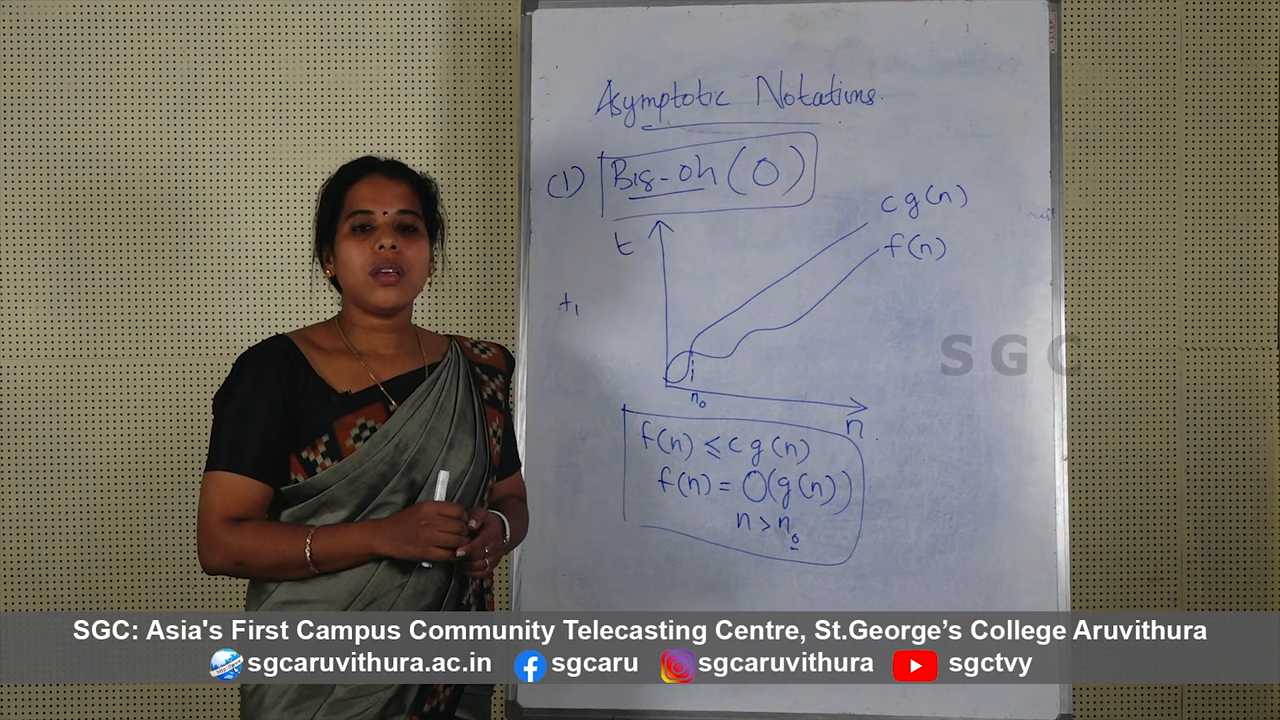 Asymptotic Notations.
(1) Big-oh (O)
c g(n)
t
f(n)
t1
SGC
n0
n
f(n) ≤ c g(n)
f(n) = O(g(n))
n > n0
SGC: Asia's First Campus Community Telecasting Centre, St.George's College Aruvithura
sgcaruvithura.ac.in sgcaru sgcaruvithura sgctvy